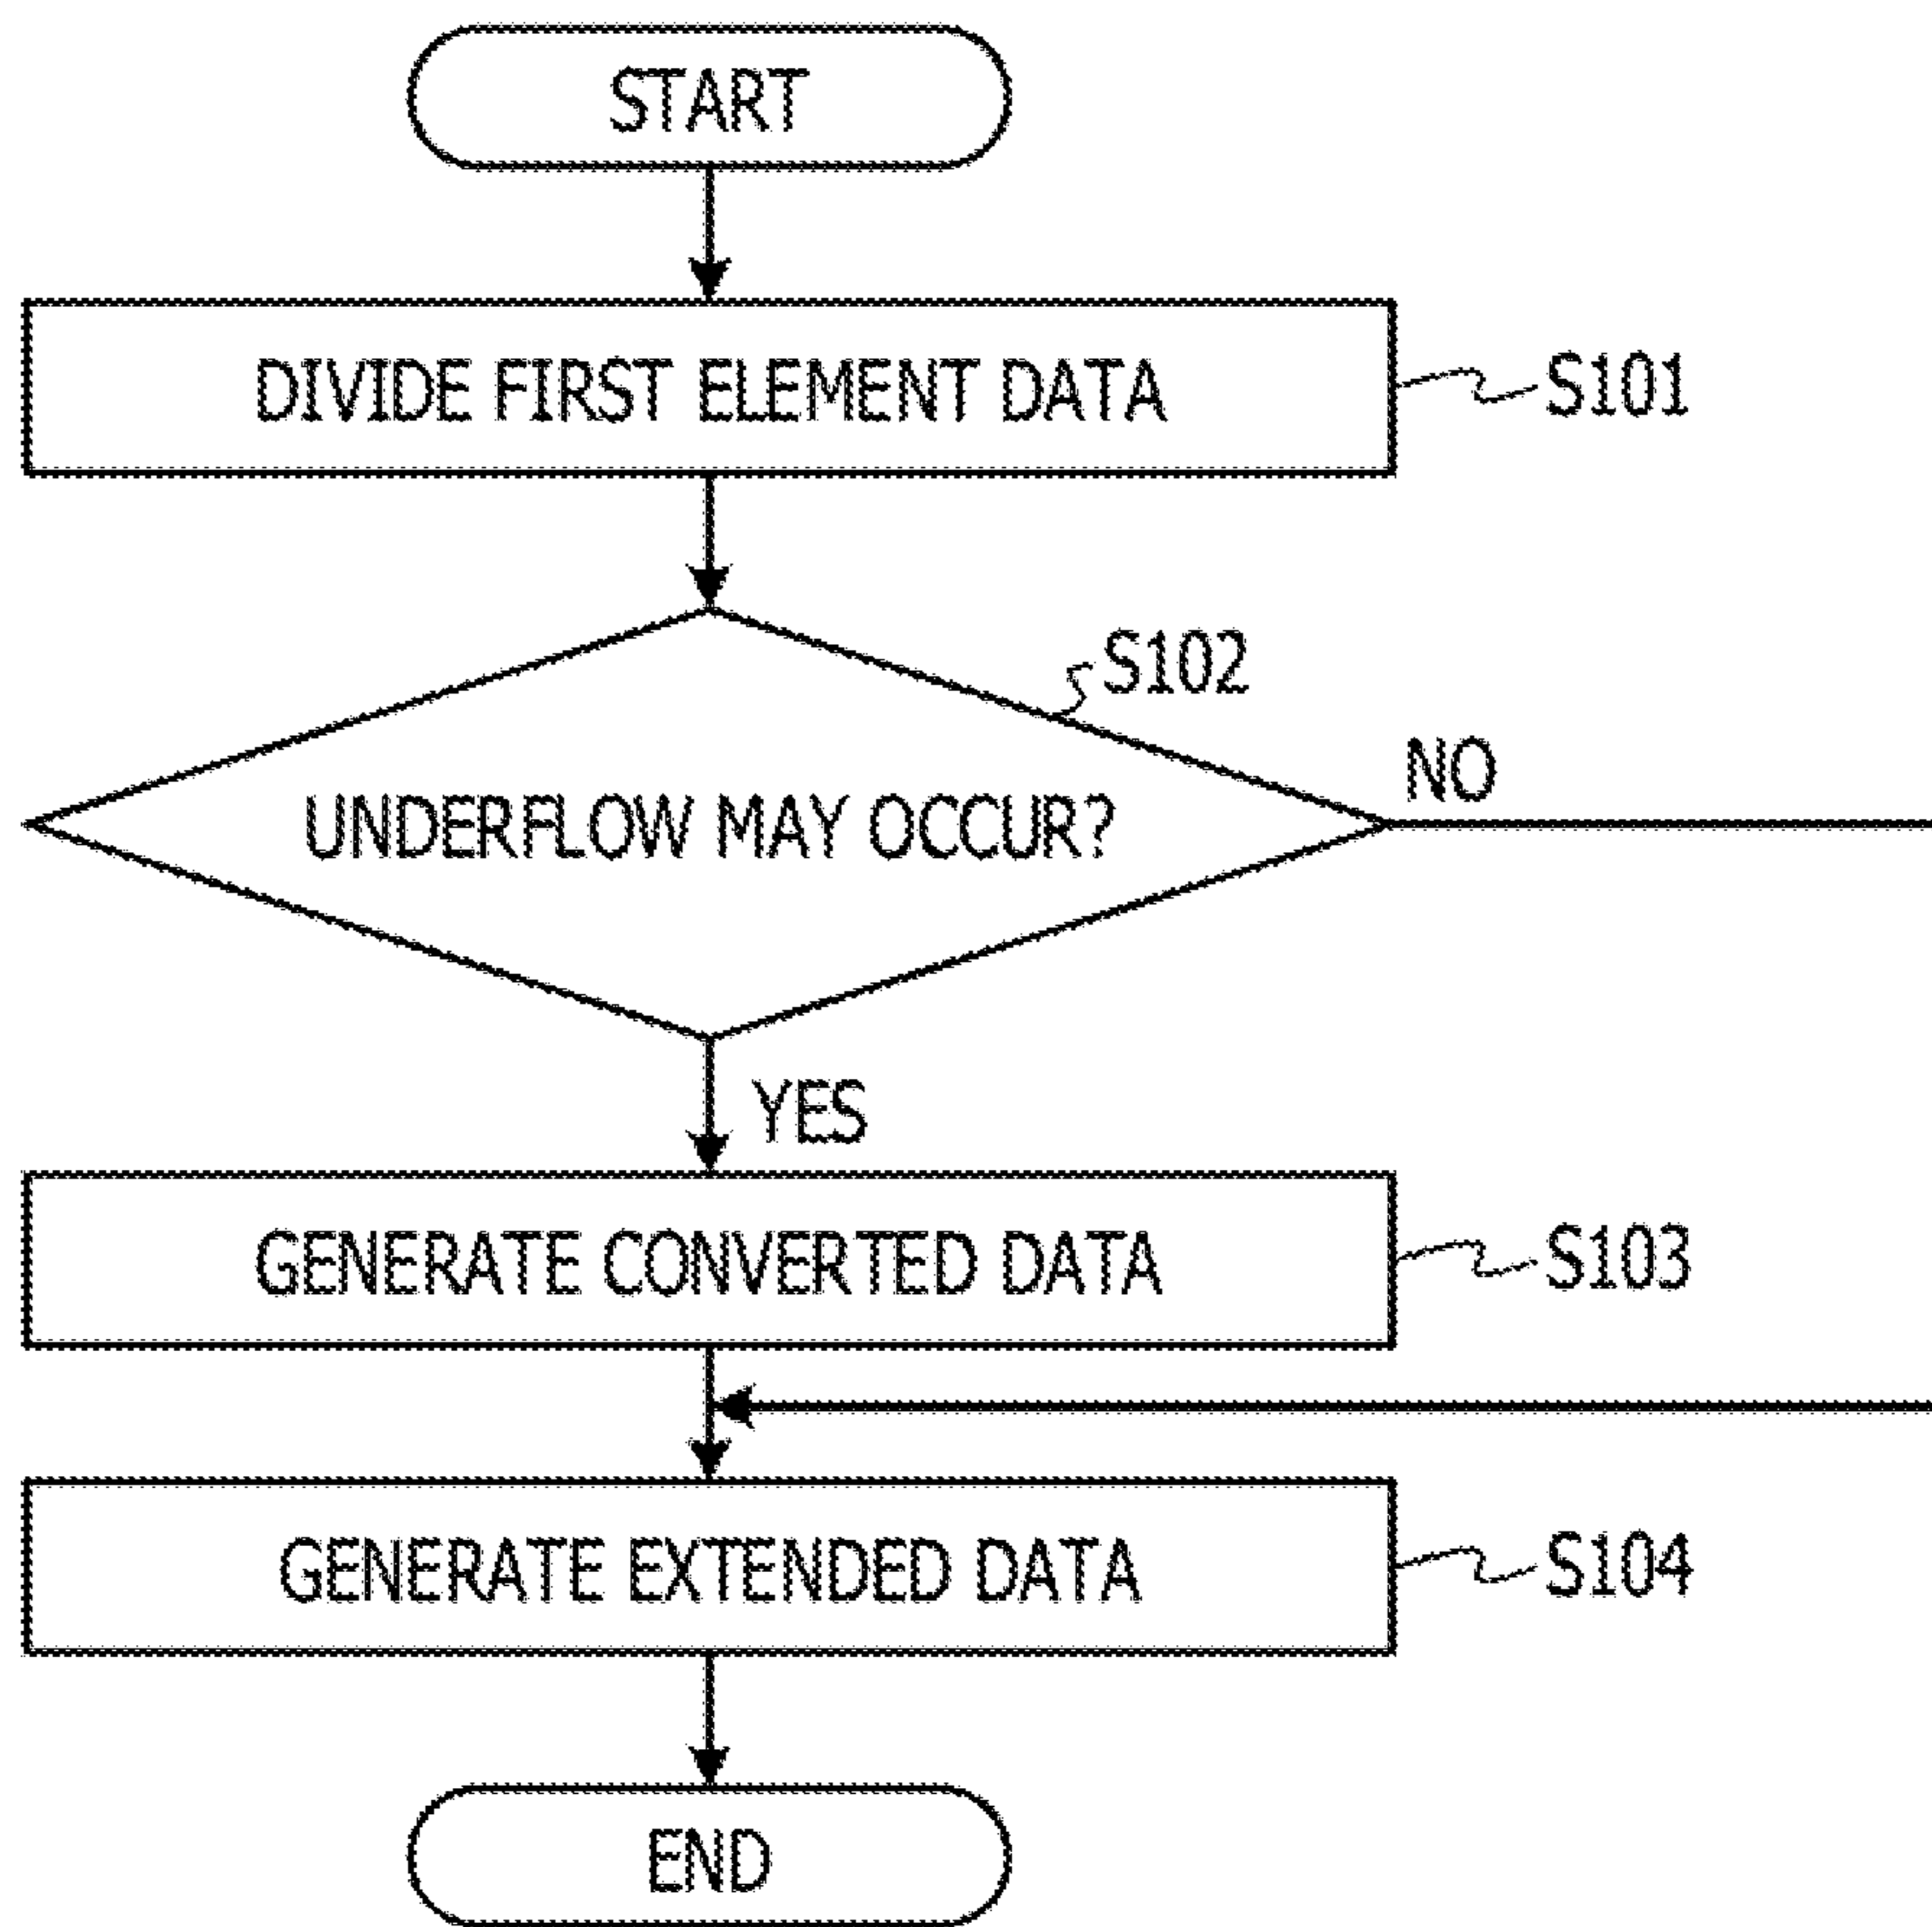 START
DIVIDE FIRST ELEMENT DATA
S101
S102
UNDERFLOW MAY OCCUR?
NO
YES
GENERATE CONVERTED DATA
S103
GENERATE EXTENDED DATA
S104
END